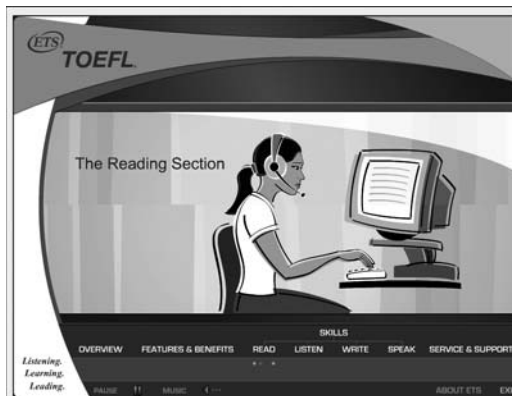 ETS
TOEFL.
The Reading Section
SKILLS
OVERVIEW FEATURES & BENEFITS READ LISTEN WRITE SPEAK SERVICE & SUPPORT
Listening.
Learning.
Leading.
PAUSE MUSIC ABOUT ETS